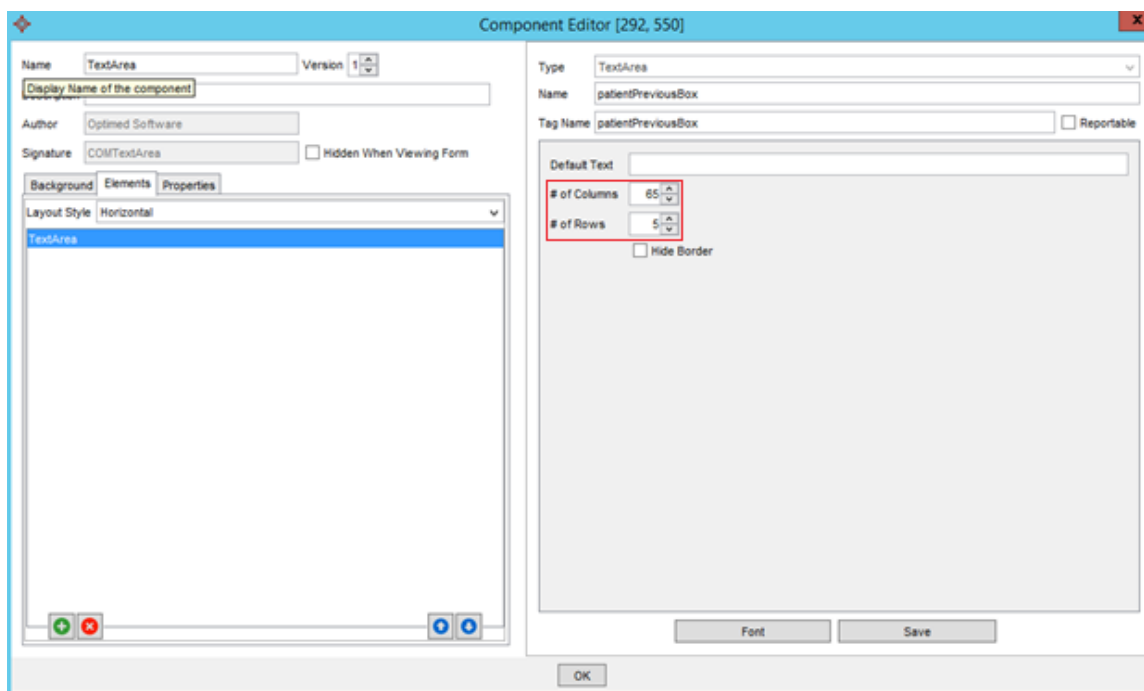 Component Editor [292, 550]
x
Name TextArea Version 1
Display Name of the component
Author Optimed Software
Signature COMTextArea Hidden When Viewing Form
Background Elements Properties
Layout Style Horizontal
TextArea
Type TextArea
Name patientPreviousBox
Tag Name patientPreviousBox Reportable
Default Text
# of Columns 65
# of Rows 5
Hide Border
Font Save
OK